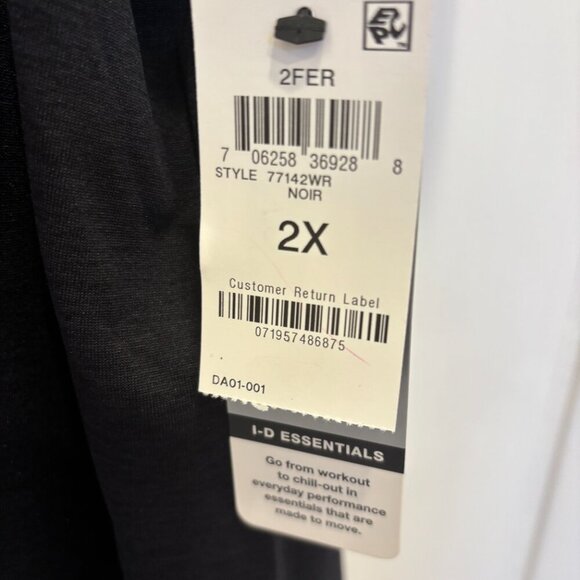 2FER
7 06258 36928 8
STYLE 77142WR
NOIR
2X
Customer Return Label
071957486875
DA01-001
I-D ESSENTIALS
Go from workout
to chill-out in
everyday performance
essentials that are
made to move.